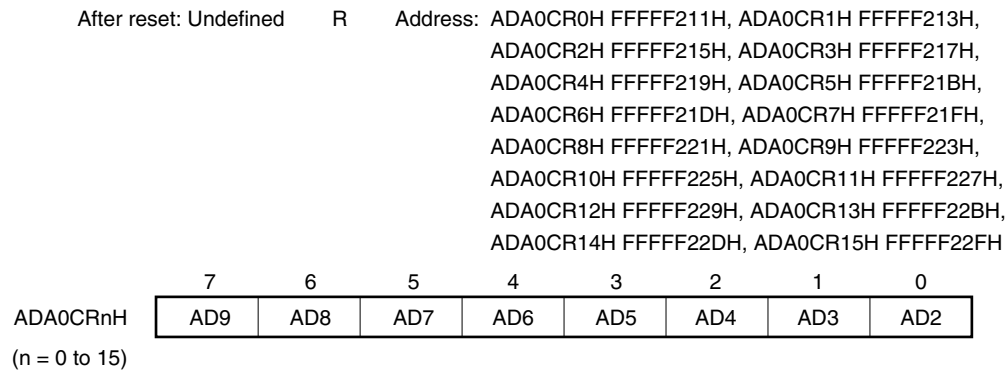 After reset: Undefined R Address: ADA0CR0H FFFFF211H, ADA0CR1H FFFFF213H,
ADA0CR2H FFFFF215H, ADA0CR3H FFFFF217H,
ADA0CR4H FFFFF219H, ADA0CR5H FFFFF21BH,
ADA0CR6H FFFFF21DH, ADA0CR7H FFFFF21FH,
ADA0CR8H FFFFF221H, ADA0CR9H FFFFF223H,
ADA0CR10H FFFFF225H, ADA0CR11H FFFFF227H,
ADA0CR12H FFFFF229H, ADA0CR13H FFFFF22BH,
ADA0CR14H FFFFF22DH, ADA0CR15H FFFFF22FH
7 6 5 4 3 2 1 0
ADA0CRnH AD9 AD8 AD7 AD6 AD5 AD4 AD3 AD2
(n = 0 to 15)